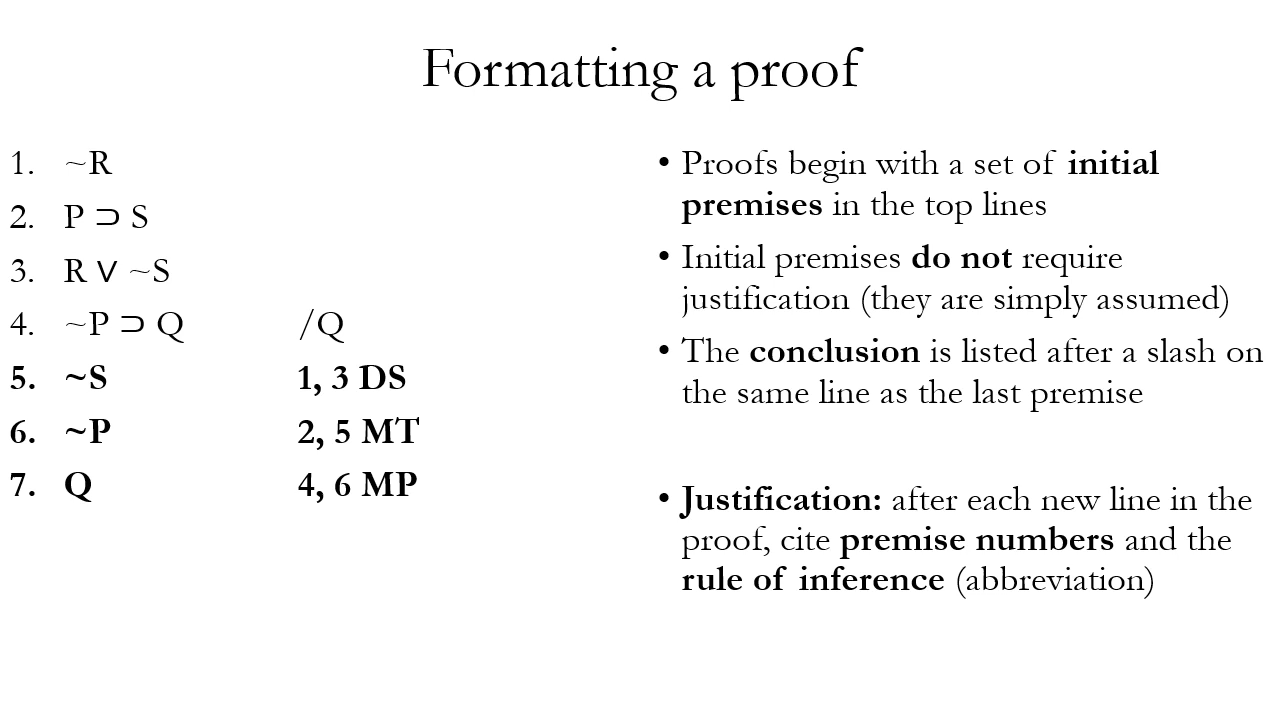 Formatting a proof
1. ~R
2. P ⊃ S
3. R ∨ ~S
4. ~P ⊃ Q /Q
5. ~S 1, 3 DS
6. ~P 2, 5 MT
7. Q 4, 6 MP
• Proofs begin with a set of initial
premises in the top lines
• Initial premises do not require
justification (they are simply assumed)
• The conclusion is listed after a slash on
the same line as the last premise
• Justification: after each new line in the
proof, cite premise numbers and the
rule of inference (abbreviation)